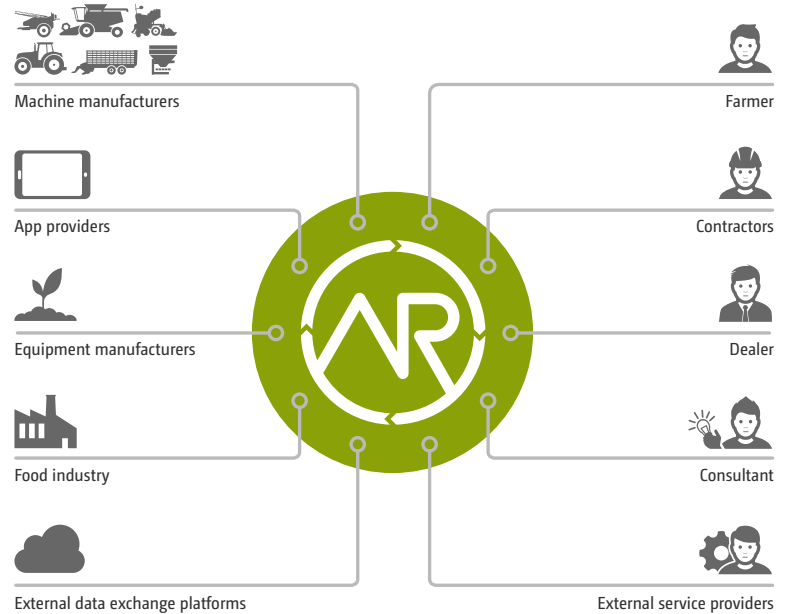 Machine manufacturers
Farmer
App providers
Contractors
Equipment manufacturers
Dealer
AR
Food industry
Consultant
External data exchange platforms
External service providers